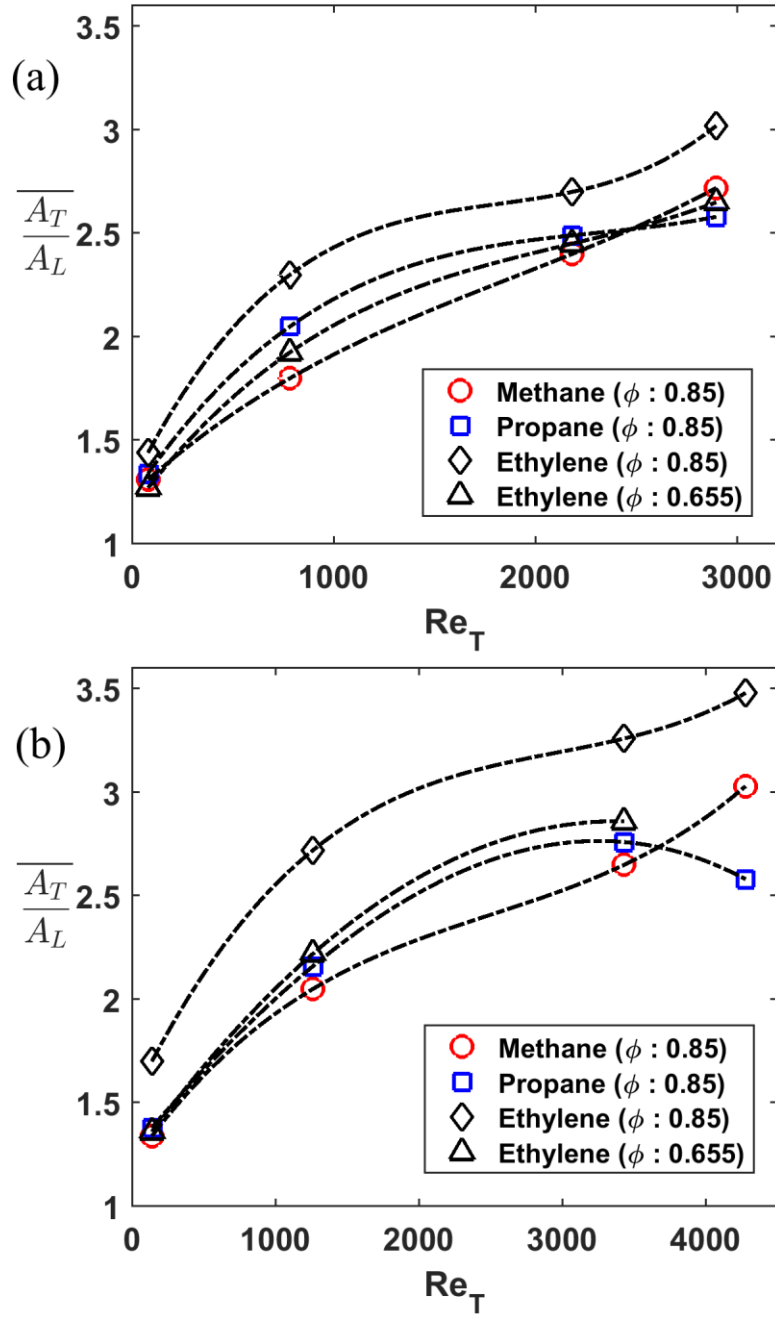 (a)
3.5
3
2.5
2
1.5
1
A_T
A_L
0 1000 2000 3000
Re_T
Methane (ϕ : 0.85)
Propane (ϕ : 0.85)
Ethylene (ϕ : 0.85)
Ethylene (ϕ : 0.655)
(b)
3.5
3
2.5
2
1.5
1
A_T
A_L
0 1000 2000 3000 4000
Re_T
Methane (ϕ : 0.85)
Propane (ϕ : 0.85)
Ethylene (ϕ : 0.85)
Ethylene (ϕ : 0.655)